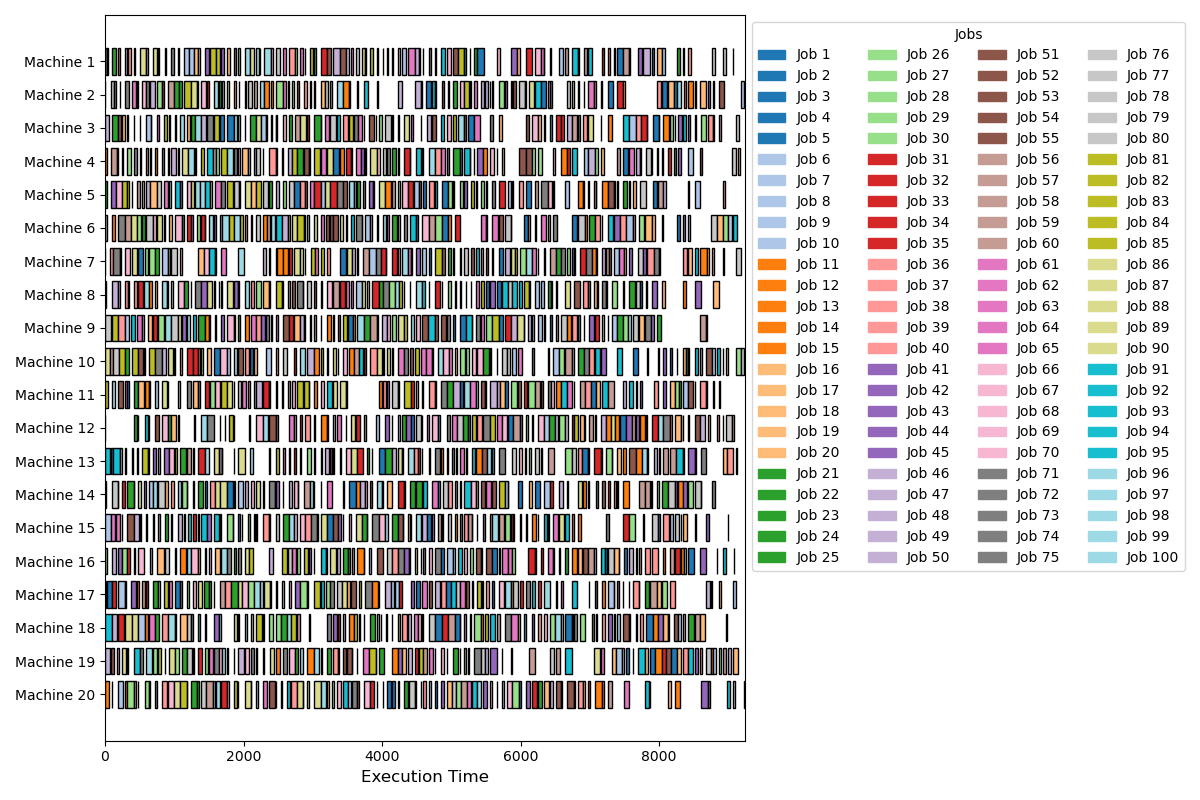 Machine 1
Machine 2
Machine 3
Machine 4
Machine 5
Machine 6
Machine 7
Machine 8
Machine 9
Machine 10
Machine 11
Machine 12
Machine 13
Machine 14
Machine 15
Machine 16
Machine 17
Machine 18
Machine 19
Machine 20
0 2000 4000 6000 8000
Execution Time
Jobs
Job 1 Job 26 Job 51 Job 76
Job 2 Job 27 Job 52 Job 77
Job 3 Job 28 Job 53 Job 78
Job 4 Job 29 Job 54 Job 79
Job 5 Job 30 Job 55 Job 80
Job 6 Job 31 Job 56 Job 81
Job 7 Job 32 Job 57 Job 82
Job 8 Job 33 Job 58 Job 83
Job 9 Job 34 Job 59 Job 84
Job 10 Job 35 Job 60 Job 85
Job 11 Job 36 Job 61 Job 86
Job 12 Job 37 Job 62 Job 87
Job 13 Job 38 Job 63 Job 88
Job 14 Job 39 Job 64 Job 89
Job 15 Job 40 Job 65 Job 90
Job 16 Job 41 Job 66 Job 91
Job 17 Job 42 Job 67 Job 92
Job 18 Job 43 Job 68 Job 93
Job 19 Job 44 Job 69 Job 94
Job 20 Job 45 Job 70 Job 95
Job 21 Job 46 Job 71 Job 96
Job 22 Job 47 Job 72 Job 97
Job 23 Job 48 Job 73 Job 98
Job 24 Job 49 Job 74 Job 99
Job 25 Job 50 Job 75 Job 100